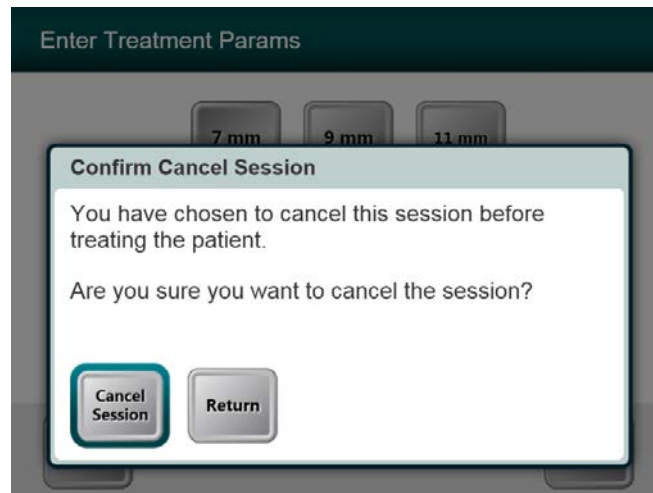 Enter Treatment Params
7 mm 9 mm 11 mm
Confirm Cancel Session
You have chosen to cancel this session before
treating the patient.
Are you sure you want to cancel the session?
Cancel
Session
Return